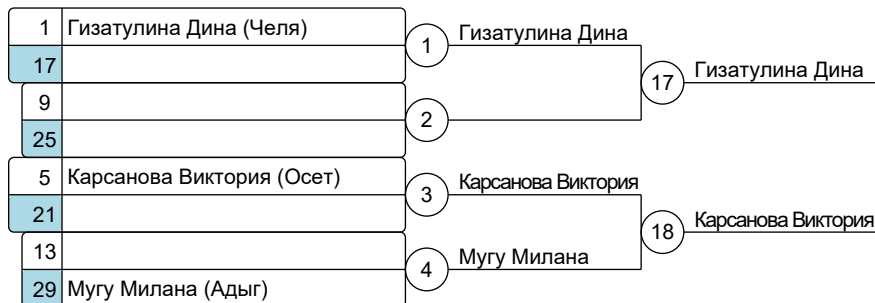 1 Гизатулина Дина (Челя)
1 Гизатулина Дина
17
17 Гизатулина Дина
9
2
25
5 Карсанова Виктория (Осет)
3 Карсанова Виктория
21
18 Карсанова Виктория
13
4 Мугу Милана
29 Мугу Милана (Адыг)